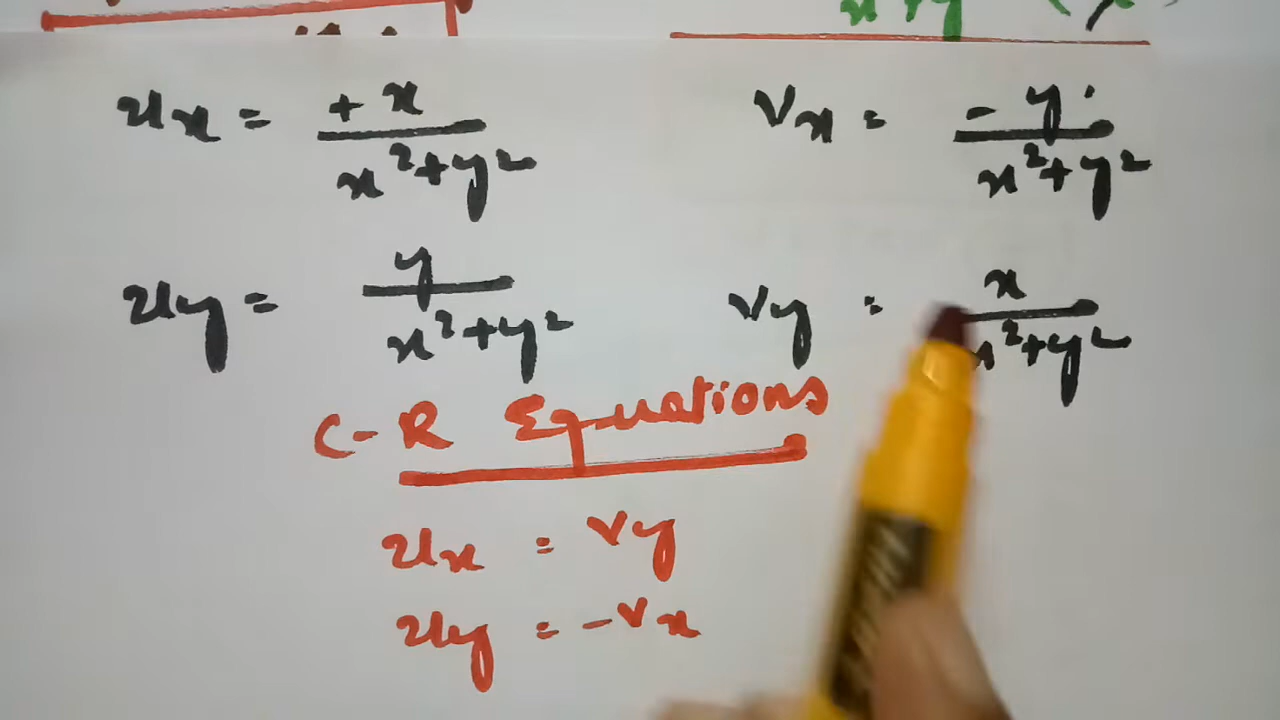 x+y
ux = +x/(x²+y²)
vx = -y/(x²+y²)
uy = y/(x²+y²)
vy = x/(x²+y²)
C-R Equations
ux = vy
uy = -vx